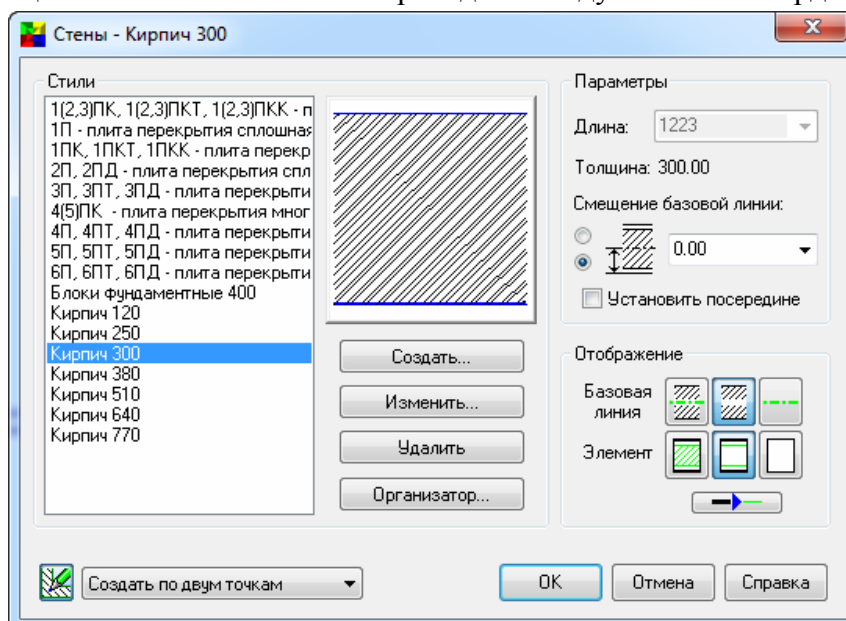 Стены - Кирпич 300
Стили
1(2,3)ПК, 1(2,3)ПКТ, 1(2,3)ПКК - п
1П - плита перекрытия сплошная
1ПК, 1ПКТ, 1ПКК - плита перекр
2П, 2ПД - плита перекрытия спл
3П, 3ПТ, 3ПД - плита перекрыти
4(5)ПК - плита перекрытия мног
4П, 4ПТ, 4ПД - плита перекрыти
5П, 5ПТ, 5ПД - плита перекрыти
6П, 6ПТ, 6ПД - плита перекрыти
Блоки фундаментные 400
Кирпич 120
Кирпич 250
Кирпич 300
Кирпич 380
Кирпич 510
Кирпич 640
Кирпич 770
Создать...
Изменить...
Удалить
Организатор...
Параметры
Длина: 1223
Толщина: 300.00
Смещение базовой линии:
0.00
Установить посередине
Отображение
Базовая
линия
Элемент
Создать по двум точкам
OK
Отмена
Справка